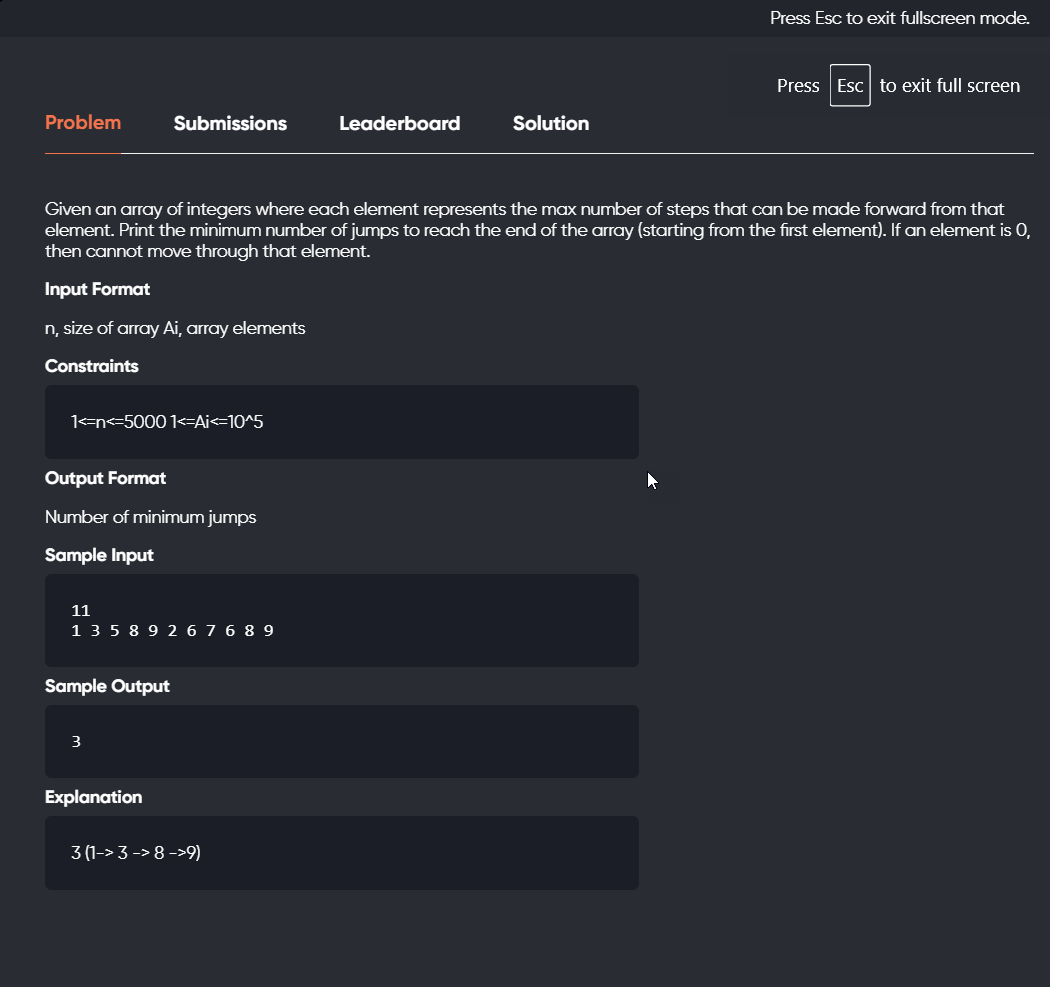 Press Esc to exit fullscreen mode.
Press Esc to exit full screen
Problem Submissions Leaderboard Solution
Given an array of integers where each element represents the max number of steps that can be made forward from that
element. Print the minimum number of jumps to reach the end of the array (starting from the first element). If an element is 0,
then cannot move through that element.
Input Format
n, size of array Ai, array elements
Constraints
1<=n<=5000 1<=Ai<=10^5
Output Format
Number of minimum jumps
Sample Input
11
1 3 5 8 9 2 6 7 6 8 9
Sample Output
3
Explanation
3 (1-> 3 -> 8 ->9)